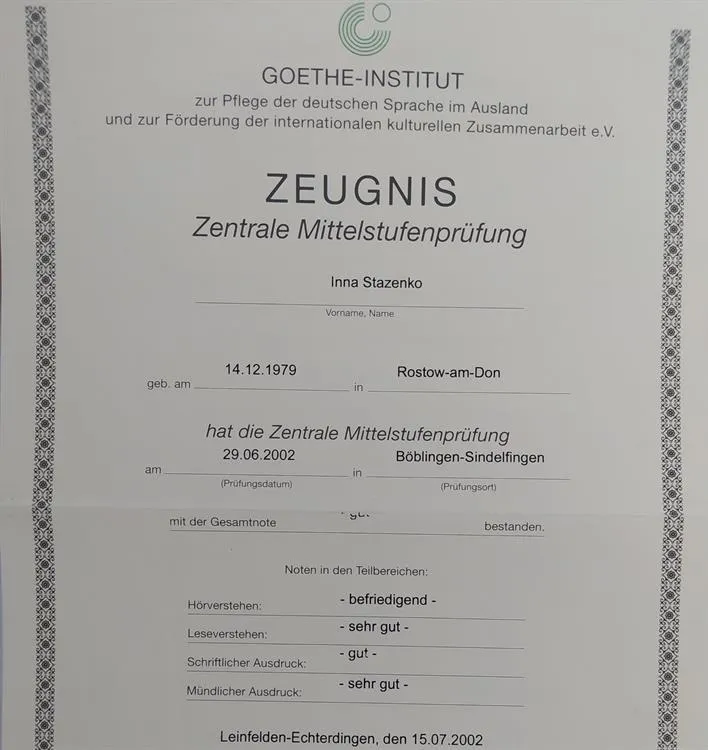 GOETHE-INSTITUT
zur Pflege der deutschen Sprache im Ausland
und zur Förderung der internationalen kulturellen Zusammenarbeit e.V.
ZEUGNIS
Zentrale Mittelstufenprüfung
Inna Stazenko
Vorname, Name
14.12.1979 Rostow-am-Don
geb. am in
hat die Zentrale Mittelstufenprüfung
29.06.2002 Böblingen-Sindelfingen
am in
(Prüfungsdatum) (Prüfungsort)
mit der Gesamtnote bestanden.
Noten in den Teilbereichen:
Hörverstehen: - befriedigend -
Leseverstehen: - sehr gut -
Schriftlicher Ausdruck: - gut -
Mündlicher Ausdruck: - sehr gut -
Leinfelden-Echterdingen, den 15.07.2002